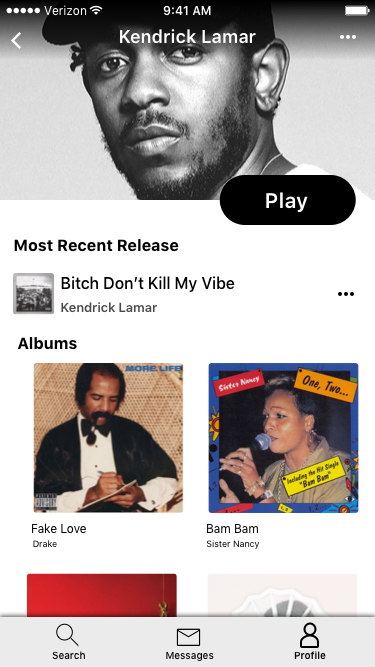 Verizon 9:41 AM
Kendrick Lamar
Play
Most Recent Release
Bitch Don’t Kill My Vibe
Kendrick Lamar
Albums
MORE LIFE
Sister Nancy
One, Two...
Including the Hit Single
"Bam Bam"
Fake Love
Drake
Bam Bam
Sister Nancy
Search
Messages
Profile